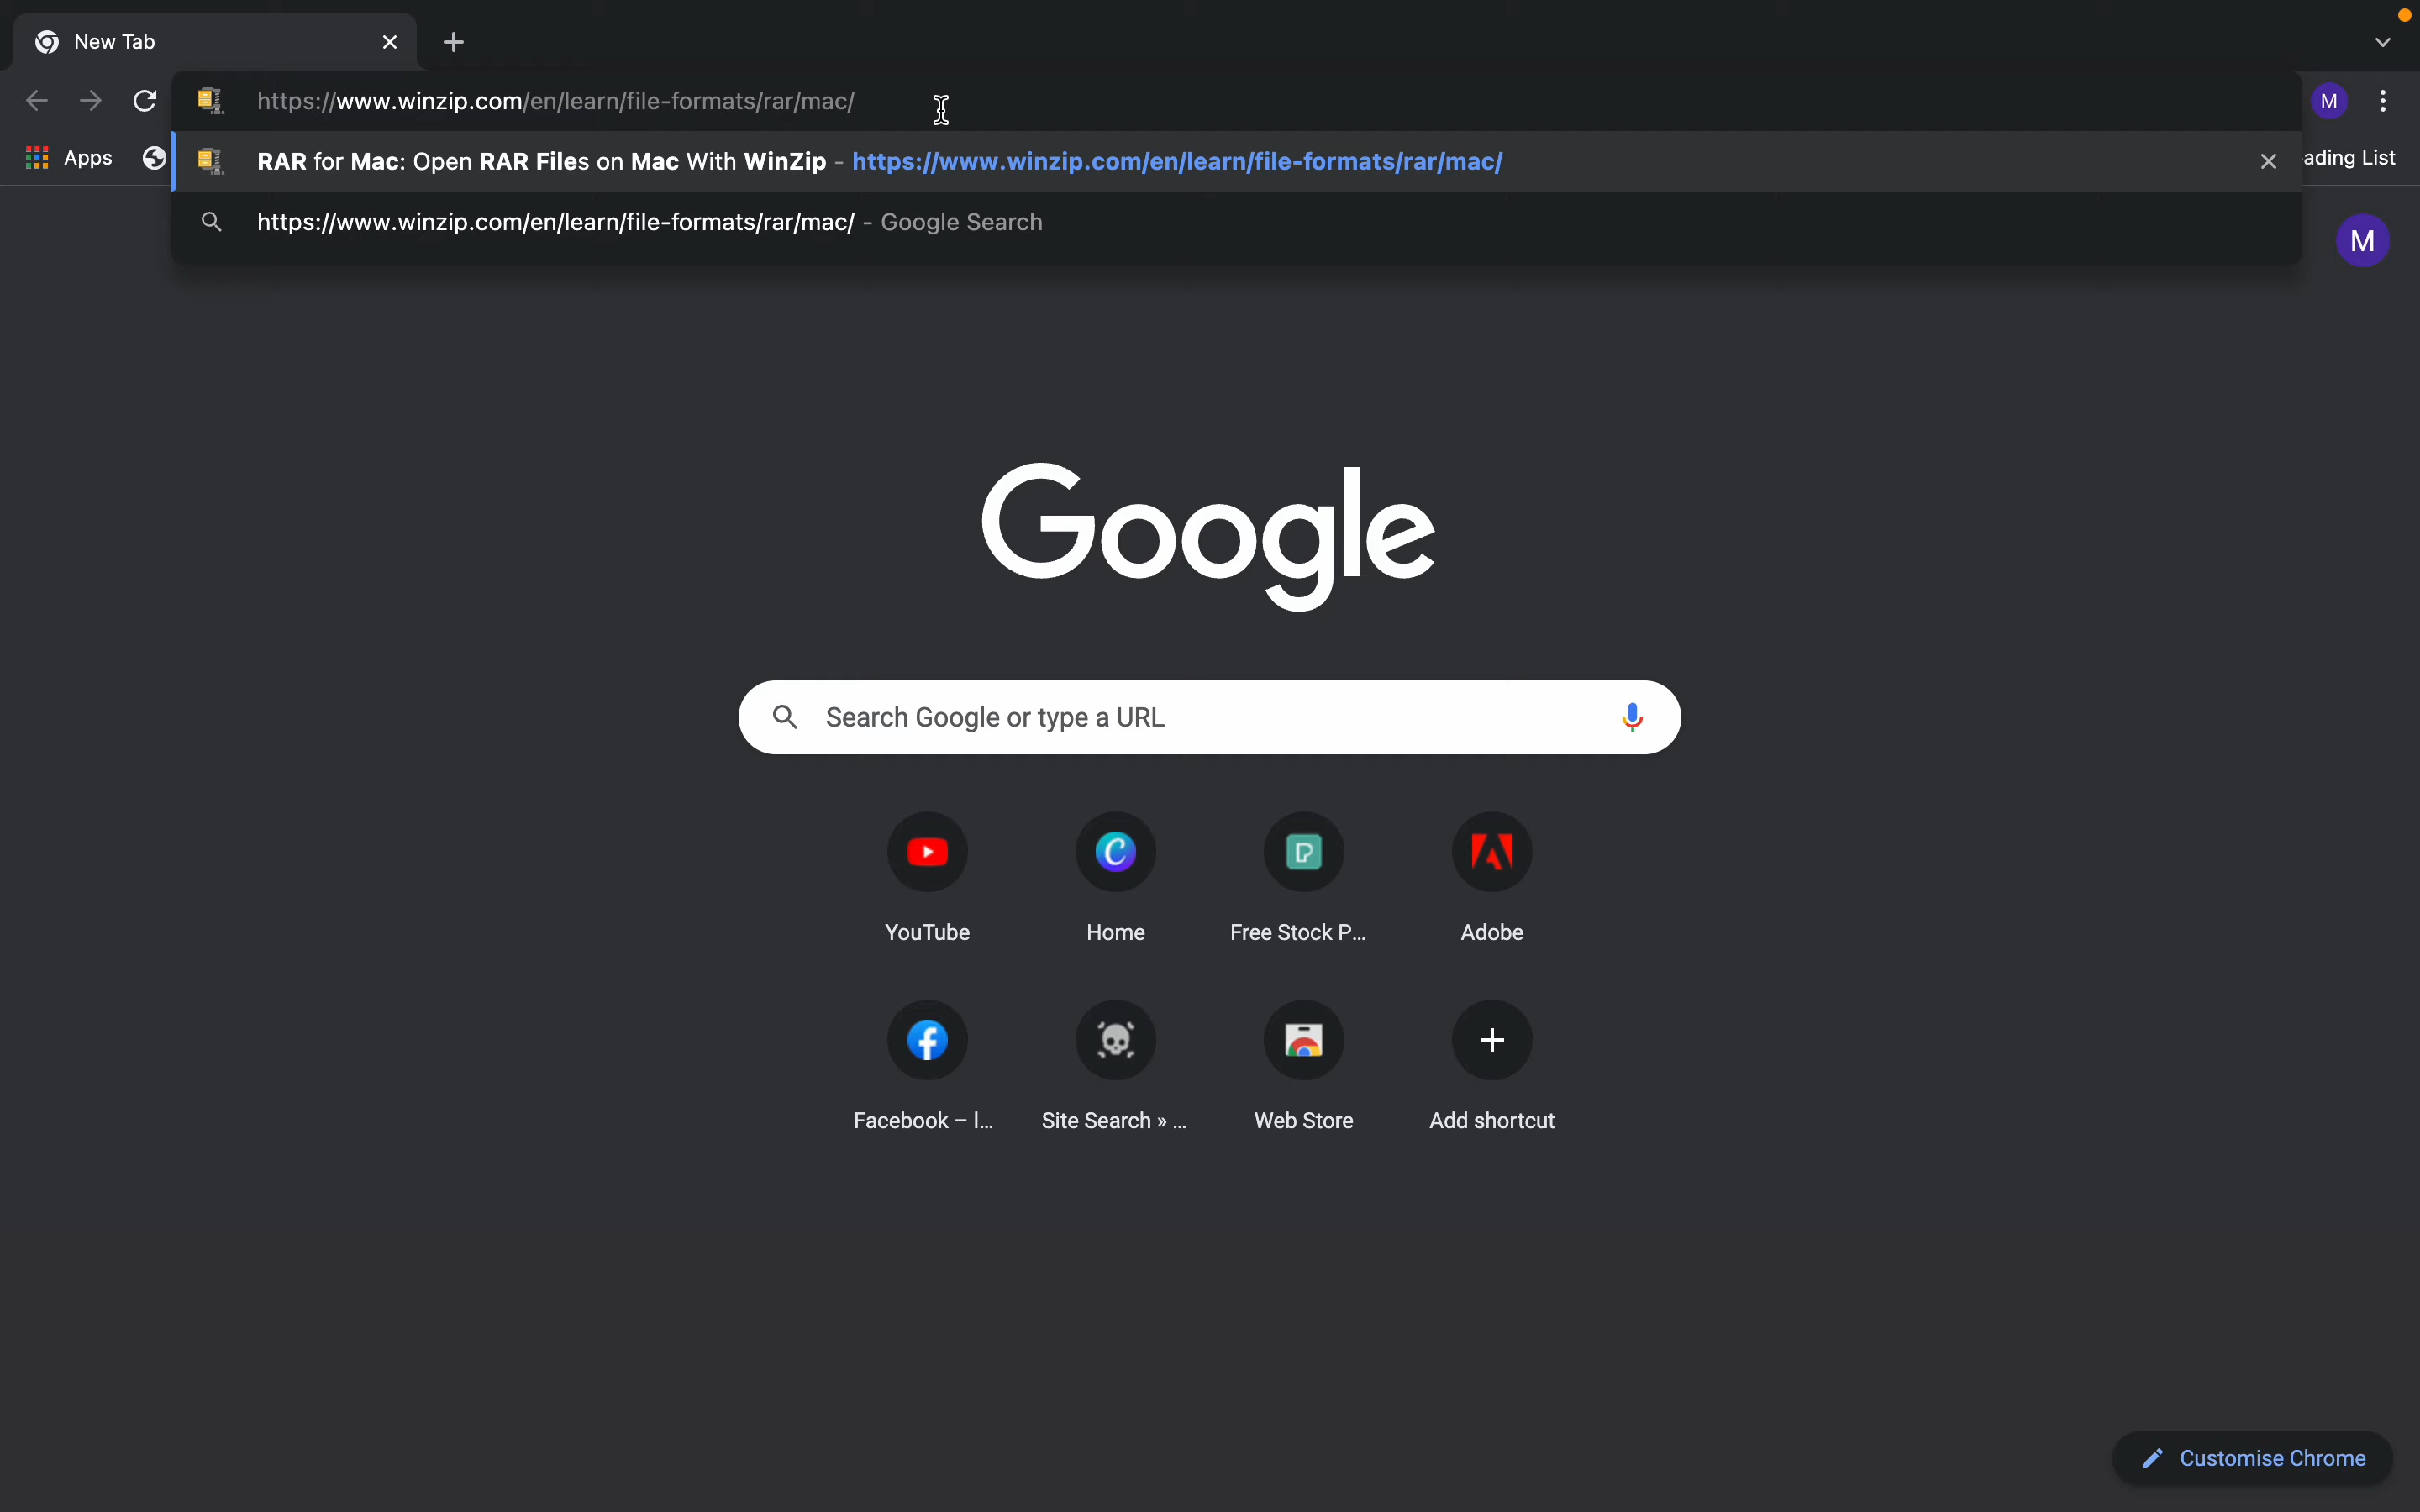 New Tab
https://www.winzip.com/en/learn/file-formats/rar/mac/
M
Apps
RAR for Mac: Open RAR Files on Mac With WinZip - https://www.winzip.com/en/learn/file-formats/rar/mac/
ading List
https://www.winzip.com/en/learn/file-formats/rar/mac/ - Google Search
M
Google
Search Google or type a URL
YouTube
Home
Free Stock P...
Adobe
Facebook – l...
Site Search » ...
Web Store
Add shortcut
Customise Chrome